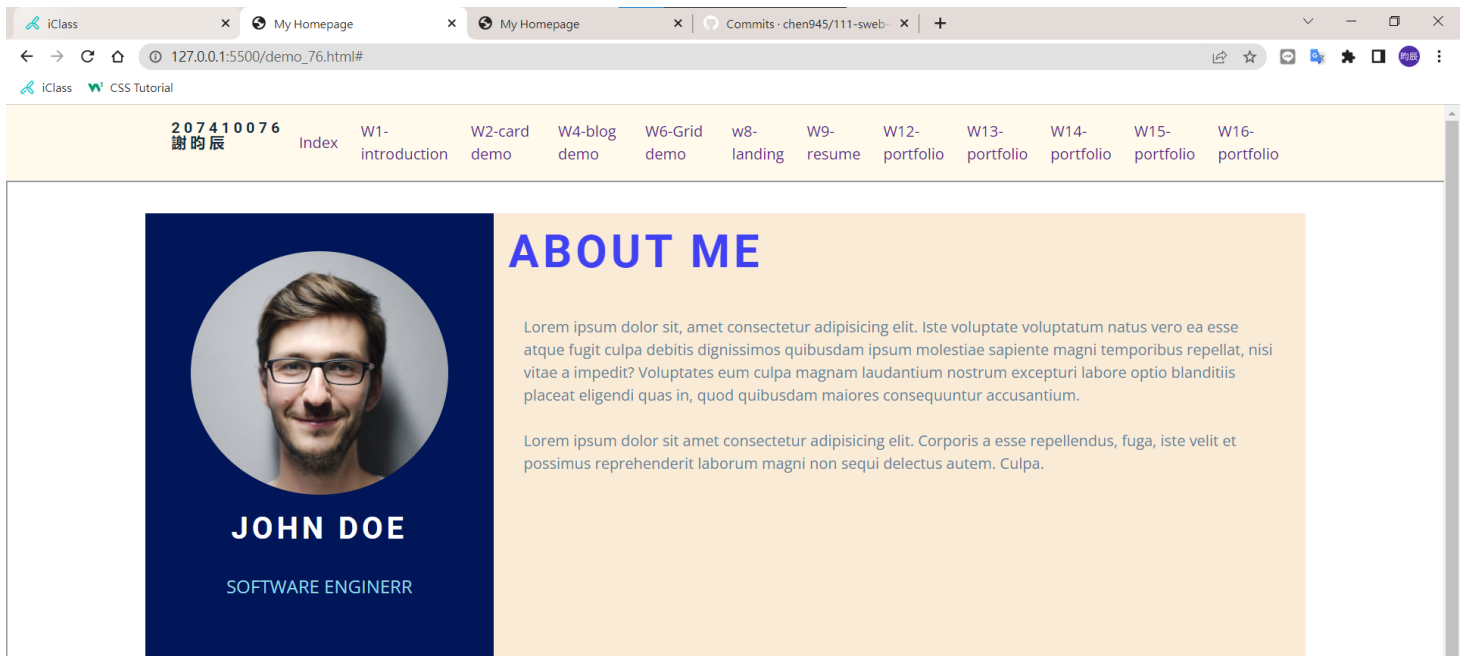 iClass
My Homepage
My Homepage
Commits · chen945/111-sweb-
127.0.0.1:5500/demo_76.html#
昀辰
iClass
CSS Tutorial
207410076
謝昀辰
Index
W1-
introduction
W2-card
demo
W4-blog
demo
W6-Grid
demo
w8-
landing
W9-
resume
W12-
portfolio
W13-
portfolio
W14-
portfolio
W15-
portfolio
W16-
portfolio
JOHN DOE
SOFTWARE ENGINERR
ABOUT ME
Lorem ipsum dolor sit, amet consectetur adipisicing elit. Iste voluptate voluptatum natus vero ea esse
atque fugit culpa debitis dignissimos quibusdam ipsum molestiae sapiente magni temporibus repellat, nisi
vitae a impedit? Voluptates eum culpa magnam laudantium nostrum excepturi labore optio blanditiis
placeat eligendi quas in, quod quibusdam maiores consequuntur accusantium.
Lorem ipsum dolor sit amet consectetur adipisicing elit. Corporis a esse repellendus, fuga, iste velit et
possimus reprehenderit laborum magni non sequi delectus autem. Culpa.